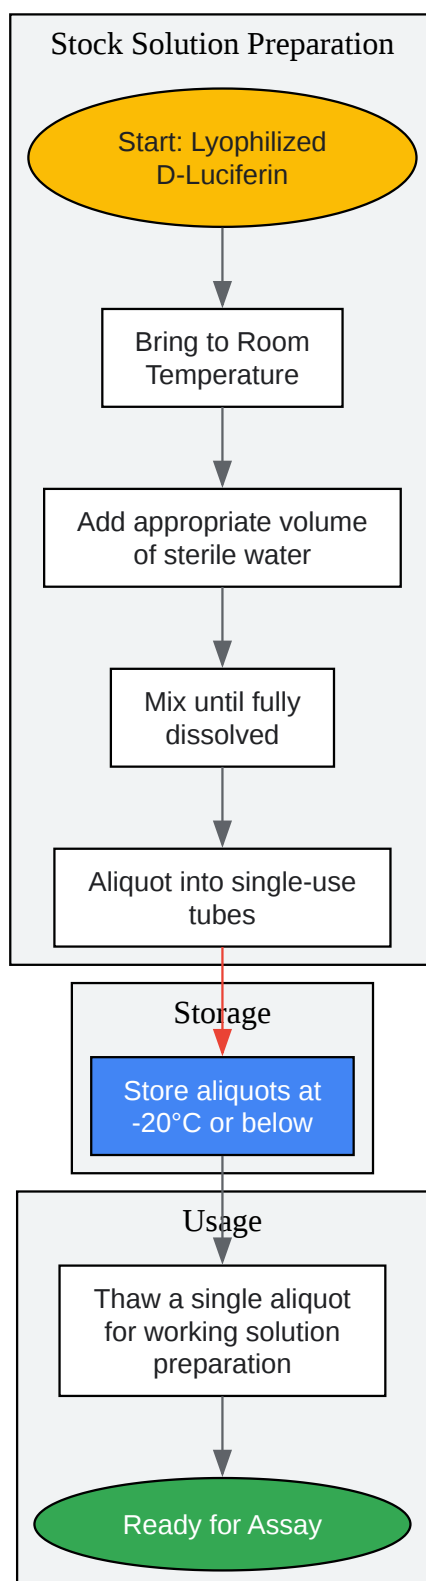 Stock Solution Preparation
Start: Lyophilized
D-Luciferin
Bring to Room
Temperature
Add appropriate volume
of sterile water
Mix until fully
dissolved
Aliquot into single-use
tubes
Storage
Store aliquots at
-20°C or below
Usage
Thaw a single aliquot
for working solution
preparation
Ready for Assay